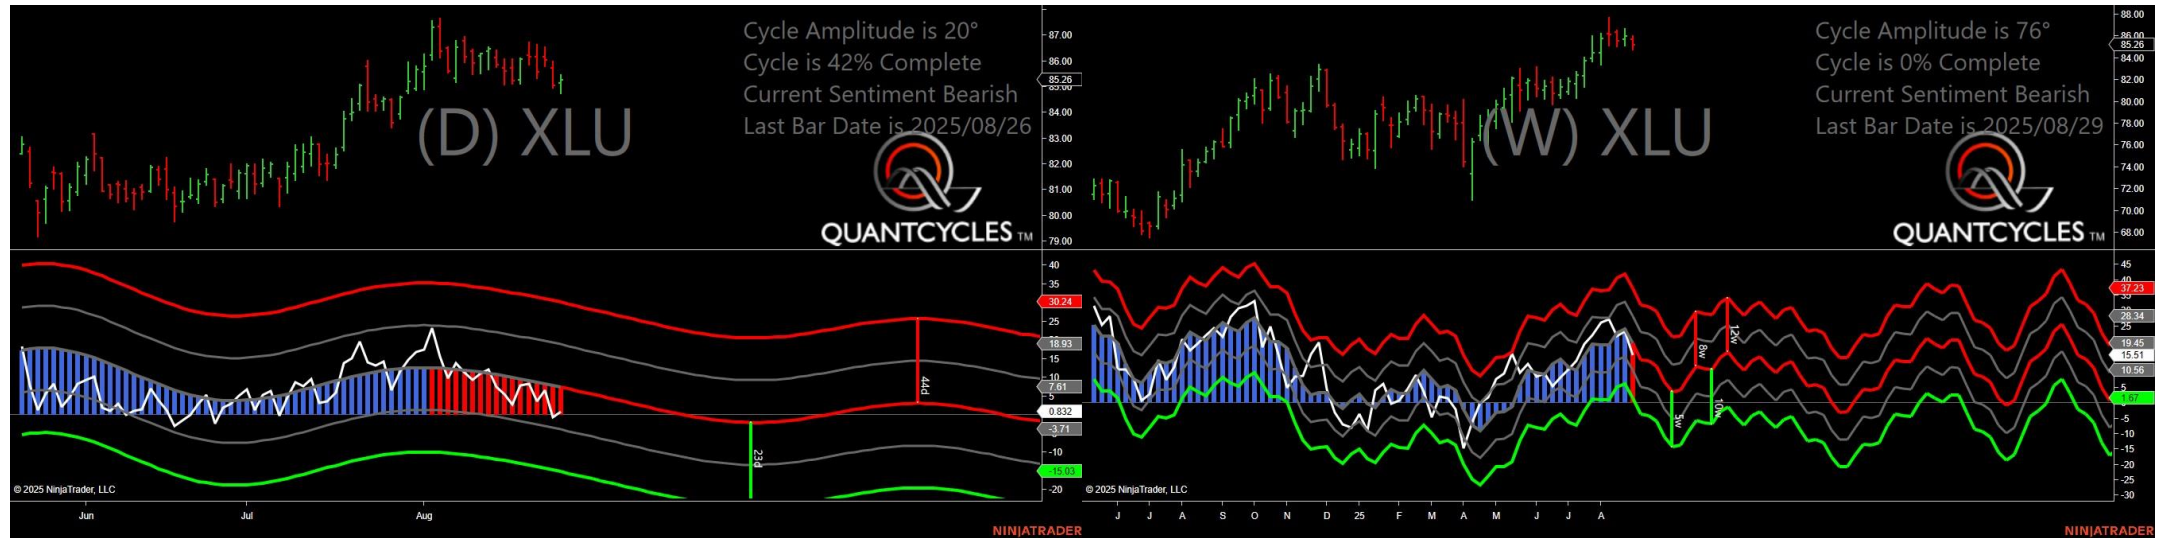 Cycle Amplitude is 20°
Cycle is 42% Complete
Current Sentiment Bearish
Last Bar Date is 2025/08/26
(D) XLU
QUANTCYCLES TM
87.00
86.00
85.26
85.00
84.00
83.00
82.00
81.00
80.00
79.00
40
35
30.24
25
18.93
15
10
7.61
5
0.832
-3.71
-10
-15.03
-20
44d
23d
© 2025 NinjaTrader, LLC
Jun Jul Aug
NINJATRADER
Cycle Amplitude is 76°
Cycle is 0% Complete
Current Sentiment Bearish
Last Bar Date is 2025/08/29
(W) XLU
QUANTCYCLES TM
88.00
86.00
85.26
84.00
82.00
80.00
78.00
76.00
74.00
72.00
70.00
68.00
45
40
37.23
28.34
25
19.45
15.51
10.56
5
1.67
-5
-10
-15
-20
-25
-30
8w
12w
5w
10w
© 2025 NinjaTrader, LLC
J J A S O N D 25 F M A M J J A
NINJATRADER